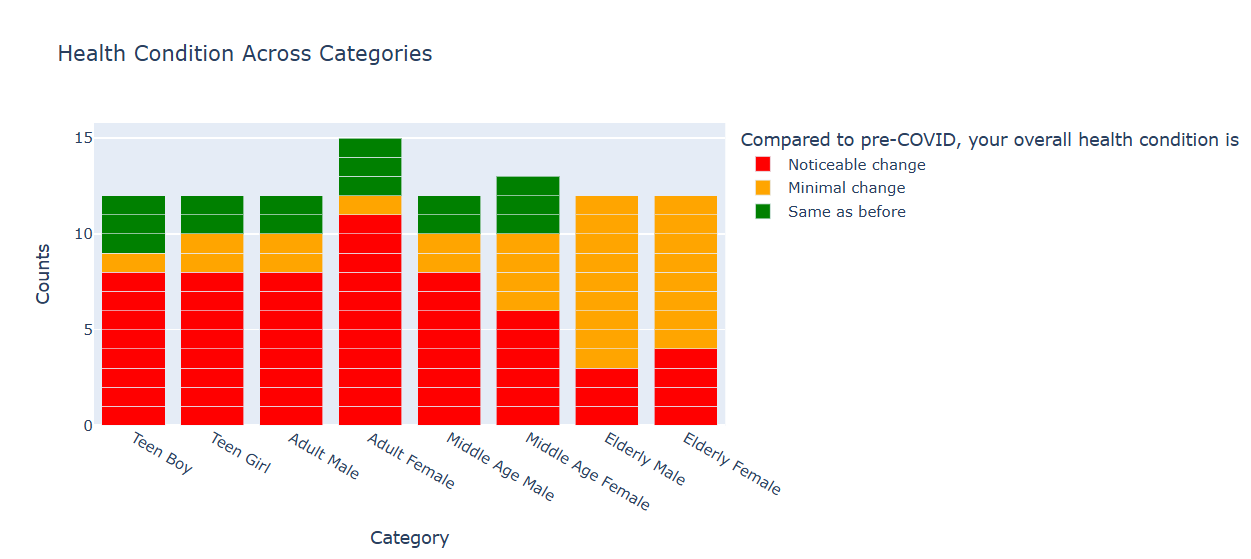 Health Condition Across Categories
15
10
5
0
Counts
Teen Boy
Teen Girl
Adult Male
Adult Female
Middle Age Male
Middle Age Female
Elderly Male
Elderly Female
Category
Compared to pre-COVID, your overall health condition is
Noticeable change
Minimal change
Same as before